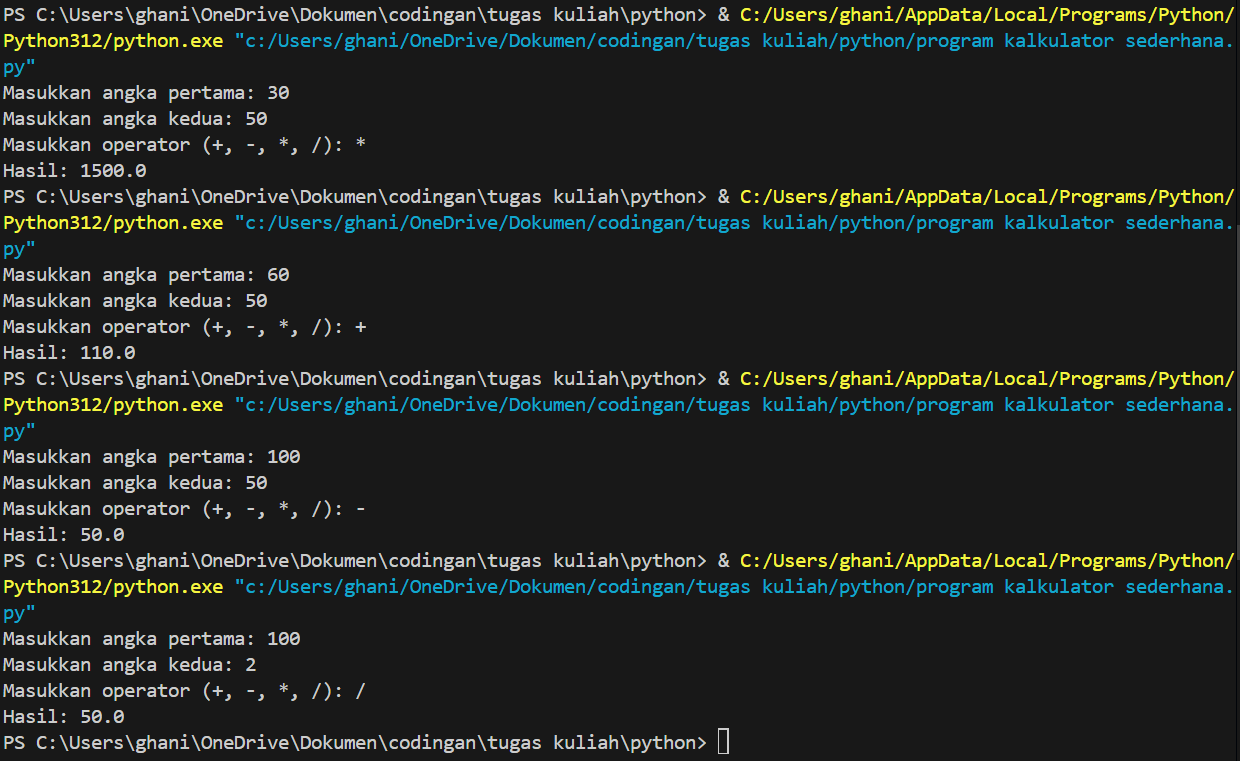 PS C:\Users\ghani\OneDrive\Dokumen\codingan\tugas kuliah\python> & C:/Users/ghani/AppData/Local/Programs/Python/
Python312/python.exe "c:/Users/ghani/OneDrive/Dokumen/codingan/tugas kuliah/python/program kalkulator sederhana.
py"
Masukkan angka pertama: 30
Masukkan angka kedua: 50
Masukkan operator (+, -, *, /): *
Hasil: 1500.0
PS C:\Users\ghani\OneDrive\Dokumen\codingan\tugas kuliah\python> & C:/Users/ghani/AppData/Local/Programs/Python/
Python312/python.exe "c:/Users/ghani/OneDrive/Dokumen/codingan/tugas kuliah/python/program kalkulator sederhana.
py"
Masukkan angka pertama: 60
Masukkan angka kedua: 50
Masukkan operator (+, -, *, /): +
Hasil: 110.0
PS C:\Users\ghani\OneDrive\Dokumen\codingan\tugas kuliah\python> & C:/Users/ghani/AppData/Local/Programs/Python/
Python312/python.exe "c:/Users/ghani/OneDrive/Dokumen/codingan/tugas kuliah/python/program kalkulator sederhana.
py"
Masukkan angka pertama: 100
Masukkan angka kedua: 50
Masukkan operator (+, -, *, /): -
Hasil: 50.0
PS C:\Users\ghani\OneDrive\Dokumen\codingan\tugas kuliah\python> & C:/Users/ghani/AppData/Local/Programs/Python/
Python312/python.exe "c:/Users/ghani/OneDrive/Dokumen/codingan/tugas kuliah/python/program kalkulator sederhana.
py"
Masukkan angka pertama: 100
Masukkan angka kedua: 2
Masukkan operator (+, -, *, /): /
Hasil: 50.0
PS C:\Users\ghani\OneDrive\Dokumen\codingan\tugas kuliah\python>